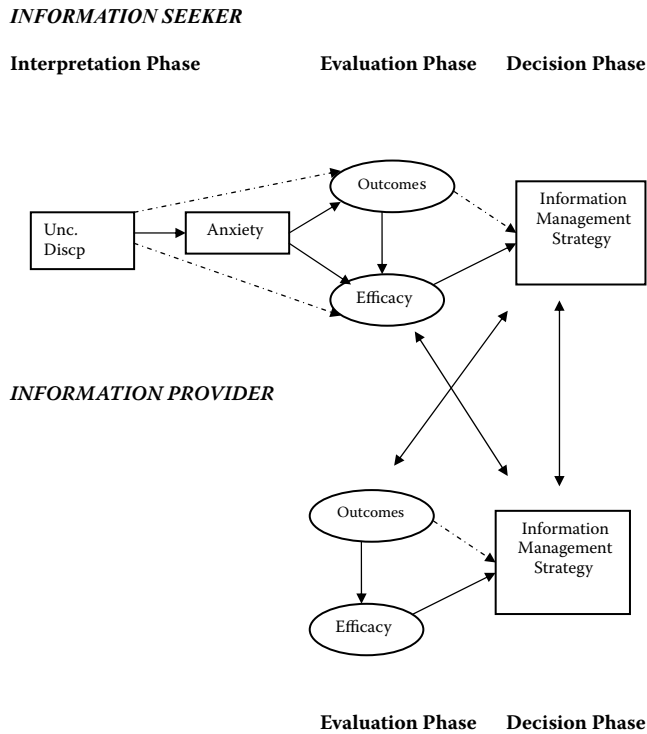 INFORMATION SEEKER
Interpretation Phase
Evaluation Phase
Decision Phase
Outcomes
Information
Management
Strategy
Unc.
Discp
Anxiety
Efficacy
INFORMATION PROVIDER
Outcomes
Information
Management
Strategy
Efficacy
Evaluation Phase
Decision Phase